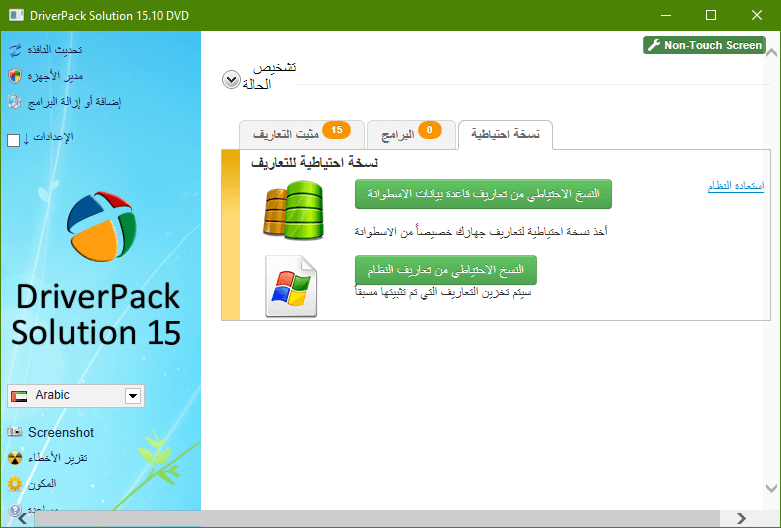 DriverPack Solution 15.10 DVD
Non-Touch Screen
تحديث النافذة
مدير الأجهزة
إضافة أو إزالة البرامج
الإعدادات ↓
DriverPack
Solution 15
Arabic
Screenshot
تقرير الأخطاء
المكون
مساعدة
تشخيص
الحالة
مثبت التعاريف 15
البرامج 0
نسخة احتياطية
نسخة احتياطية للتعاريف
النسخ الاحتياطي من تعاريف قاعدة بيانات الاسطوانة
استعادة النظام
أخذ نسخة احتياطية لتعاريف جهازك خصيصاً من الاسطوانة
النسخ الاحتياطي من تعاريف النظام
سيتم تخزين التعاريف التي تم تثبيتها مسبقاً